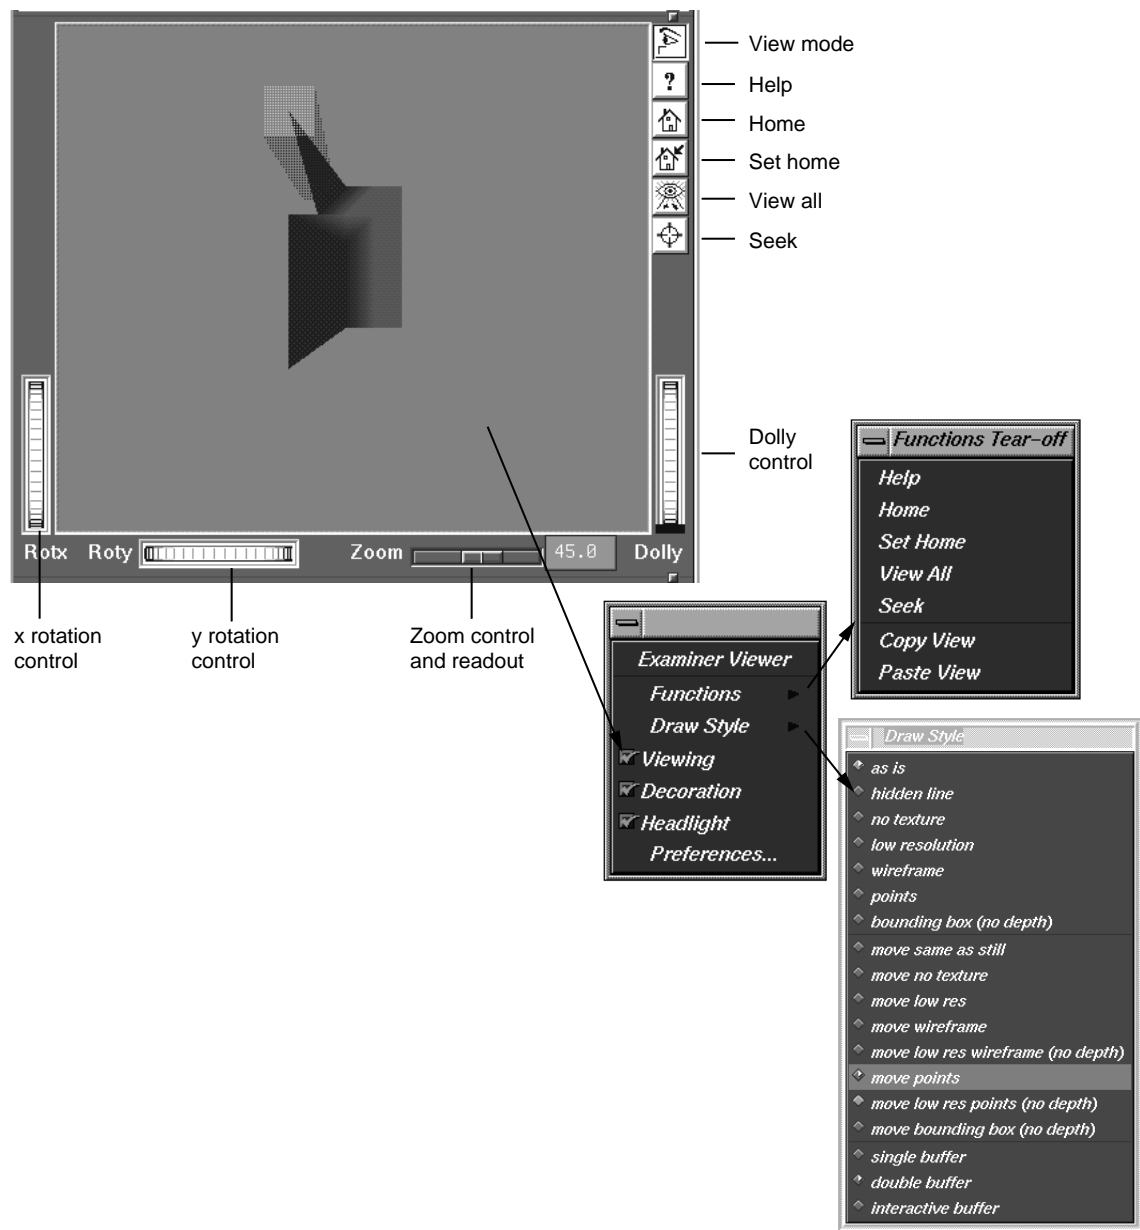 View mode
?
Help
Home
Set home
View all
Seek
Dolly
control
Rotx
Roty
Zoom
45.0
Dolly
x rotation
control
y rotation
control
Zoom control
and readout
Functions Tear-off
Help
Home
Set Home
View All
Seek
Copy View
Paste View
Examiner Viewer
Functions
Draw Style
Viewing
Decoration
Headlight
Preferences...
Draw Style
as is
hidden line
no texture
low resolution
wireframe
points
bounding box (no depth)
move same as still
move no texture
move low res
move wireframe
move low res wireframe (no depth)
move points
move low res points (no depth)
move bounding box (no depth)
single buffer
double buffer
interactive buffer